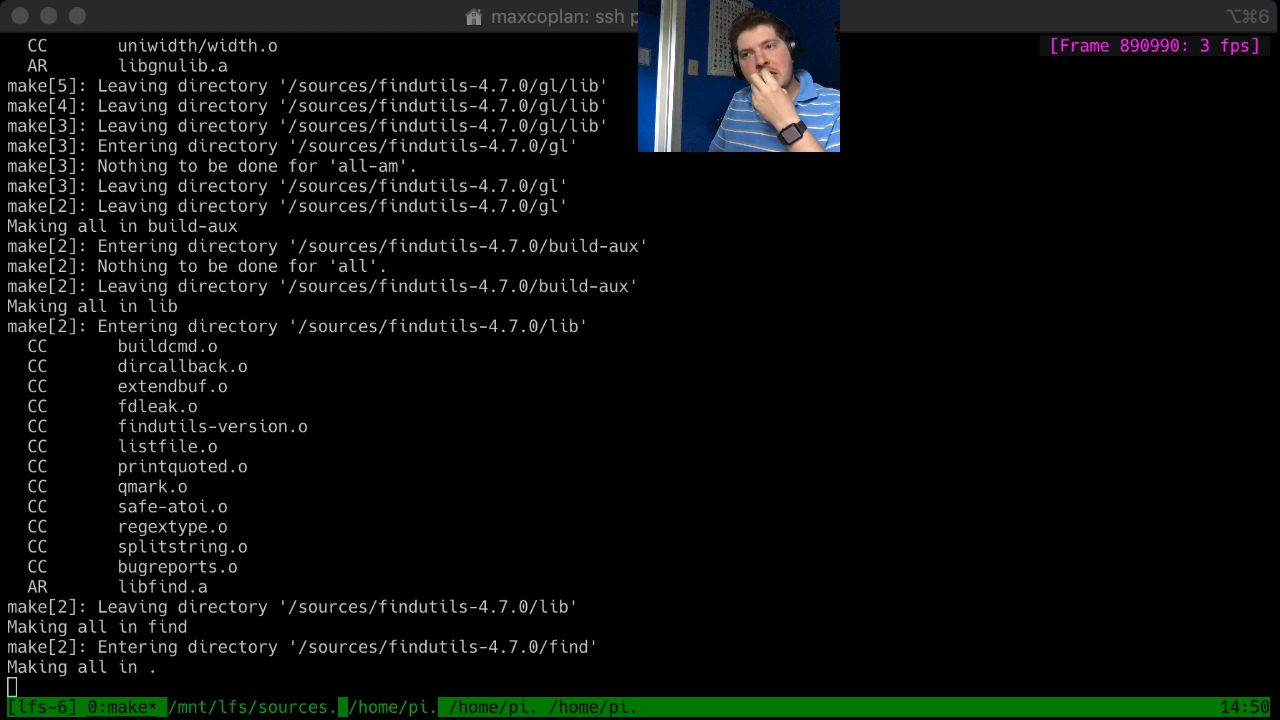 maxcoplan: ssh p
⌥⌘6
CC uniwidth/width.o
[Frame 890990: 3 fps]
AR libgnulib.a
make[5]: Leaving directory '/sources/findutils-4.7.0/gl/lib'
make[4]: Leaving directory '/sources/findutils-4.7.0/gl/lib'
make[3]: Leaving directory '/sources/findutils-4.7.0/gl/lib'
make[3]: Entering directory '/sources/findutils-4.7.0/gl'
make[3]: Nothing to be done for 'all-am'.
make[3]: Leaving directory '/sources/findutils-4.7.0/gl'
make[2]: Leaving directory '/sources/findutils-4.7.0/gl'
Making all in build-aux
make[2]: Entering directory '/sources/findutils-4.7.0/build-aux'
make[2]: Nothing to be done for 'all'.
make[2]: Leaving directory '/sources/findutils-4.7.0/build-aux'
Making all in lib
make[2]: Entering directory '/sources/findutils-4.7.0/lib'
CC buildcmd.o
CC dircallback.o
CC extendbuf.o
CC fdleak.o
CC findutils-version.o
CC listfile.o
CC printquoted.o
CC qmark.o
CC safe-atoi.o
CC regextype.o
CC splitstring.o
CC bugreports.o
AR libfind.a
make[2]: Leaving directory '/sources/findutils-4.7.0/lib'
Making all in find
make[2]: Entering directory '/sources/findutils-4.7.0/find'
Making all in .
[lfs-6] 0:make* /mnt/lfs/sources. /home/pi. /home/pi. /home/pi. 14:50